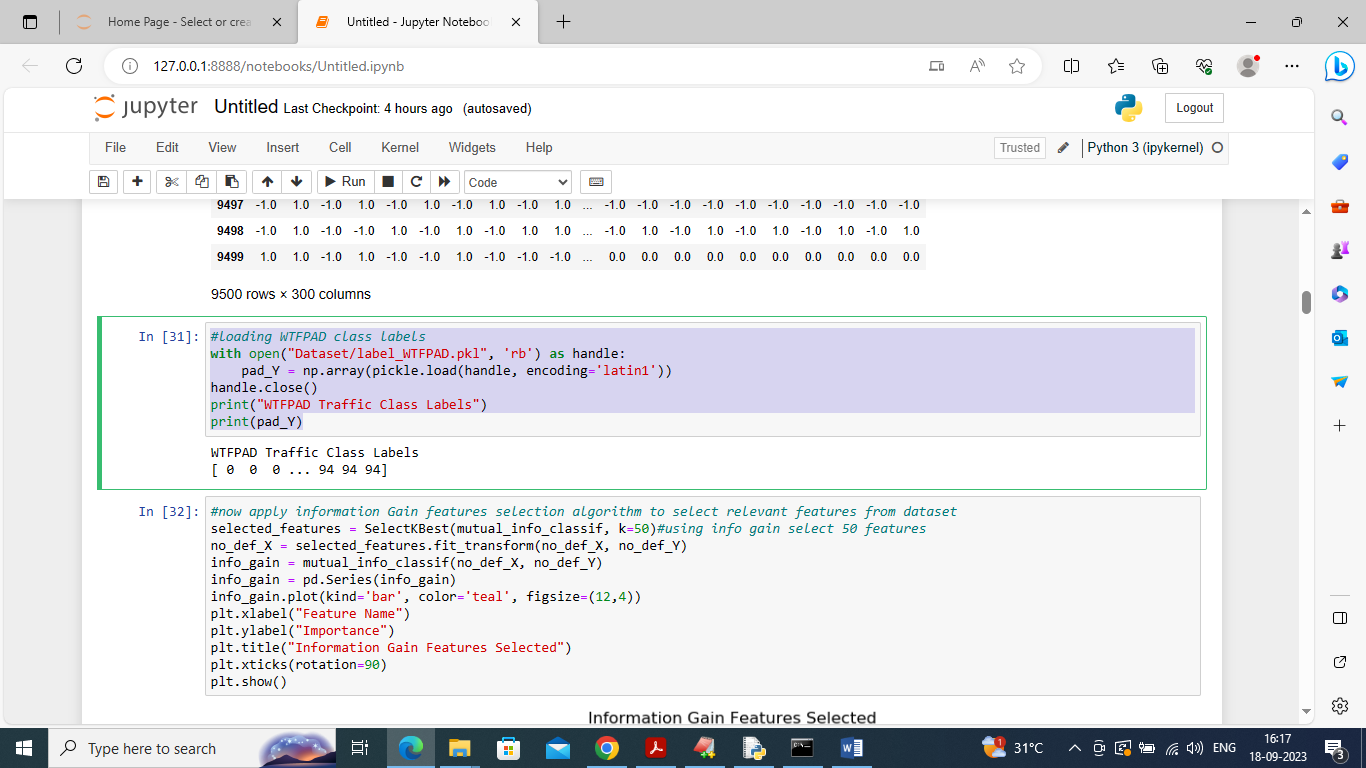 Home Page - Select or crea
Untitled - Jupyter Noteboo
127.0.0.1:8888/notebooks/Untitled.ipynb
jupyter Untitled Last Checkpoint: 4 hours ago (autosaved)
Logout
File Edit View Insert Cell Kernel Widgets Help
Trusted
Python 3 (ipykernel)
Run
Code
9497 -1.0 1.0 -1.0 1.0 -1.0 1.0 -1.0 1.0 -1.0 1.0 ... -1.0 -1.0 -1.0 -1.0 -1.0 -1.0 -1.0 -1.0 -1.0 -1.0
9498 -1.0 1.0 -1.0 1.0 -1.0 -1.0 1.0 -1.0 -1.0 1.0 ... -1.0 1.0 -1.0 1.0 -1.0 1.0 -1.0 1.0 -1.0 1.0
9499 1.0 1.0 -1.0 1.0 -1.0 -1.0 1.0 -1.0 -1.0 -1.0 ... 0.0 0.0 0.0 0.0 0.0 0.0 0.0 0.0 0.0 0.0
9500 rows × 300 columns
In [31]:
#loading WTFPAD class labels
with open("Dataset/label_WTFPAD.pkl", 'rb') as handle:
    pad_Y = np.array(pickle.load(handle, encoding='latin1'))
handle.close()
print("WTFPAD Traffic Class Labels")
print(pad_Y)
WTFPAD Traffic Class Labels
[ 0  0  0 ... 94 94 94]
In [32]:
#now apply information Gain features selection algorithm to select relevant features from dataset
selected_features = SelectKBest(mutual_info_classif, k=50)#using info gain select 50 features
no_def_X = selected_features.fit_transform(no_def_X, no_def_Y)
info_gain = mutual_info_classif(no_def_X, no_def_Y)
info_gain = pd.Series(info_gain)
info_gain.plot(kind='bar', color='teal', figsize=(12,4))
plt.xlabel("Feature Name")
plt.ylabel("Importance")
plt.title("Information Gain Features Selected")
plt.xticks(rotation=90)
plt.show()
Information Gain Features Selected
Type here to search
1
31°C
ENG
16:17
18-09-2023
3